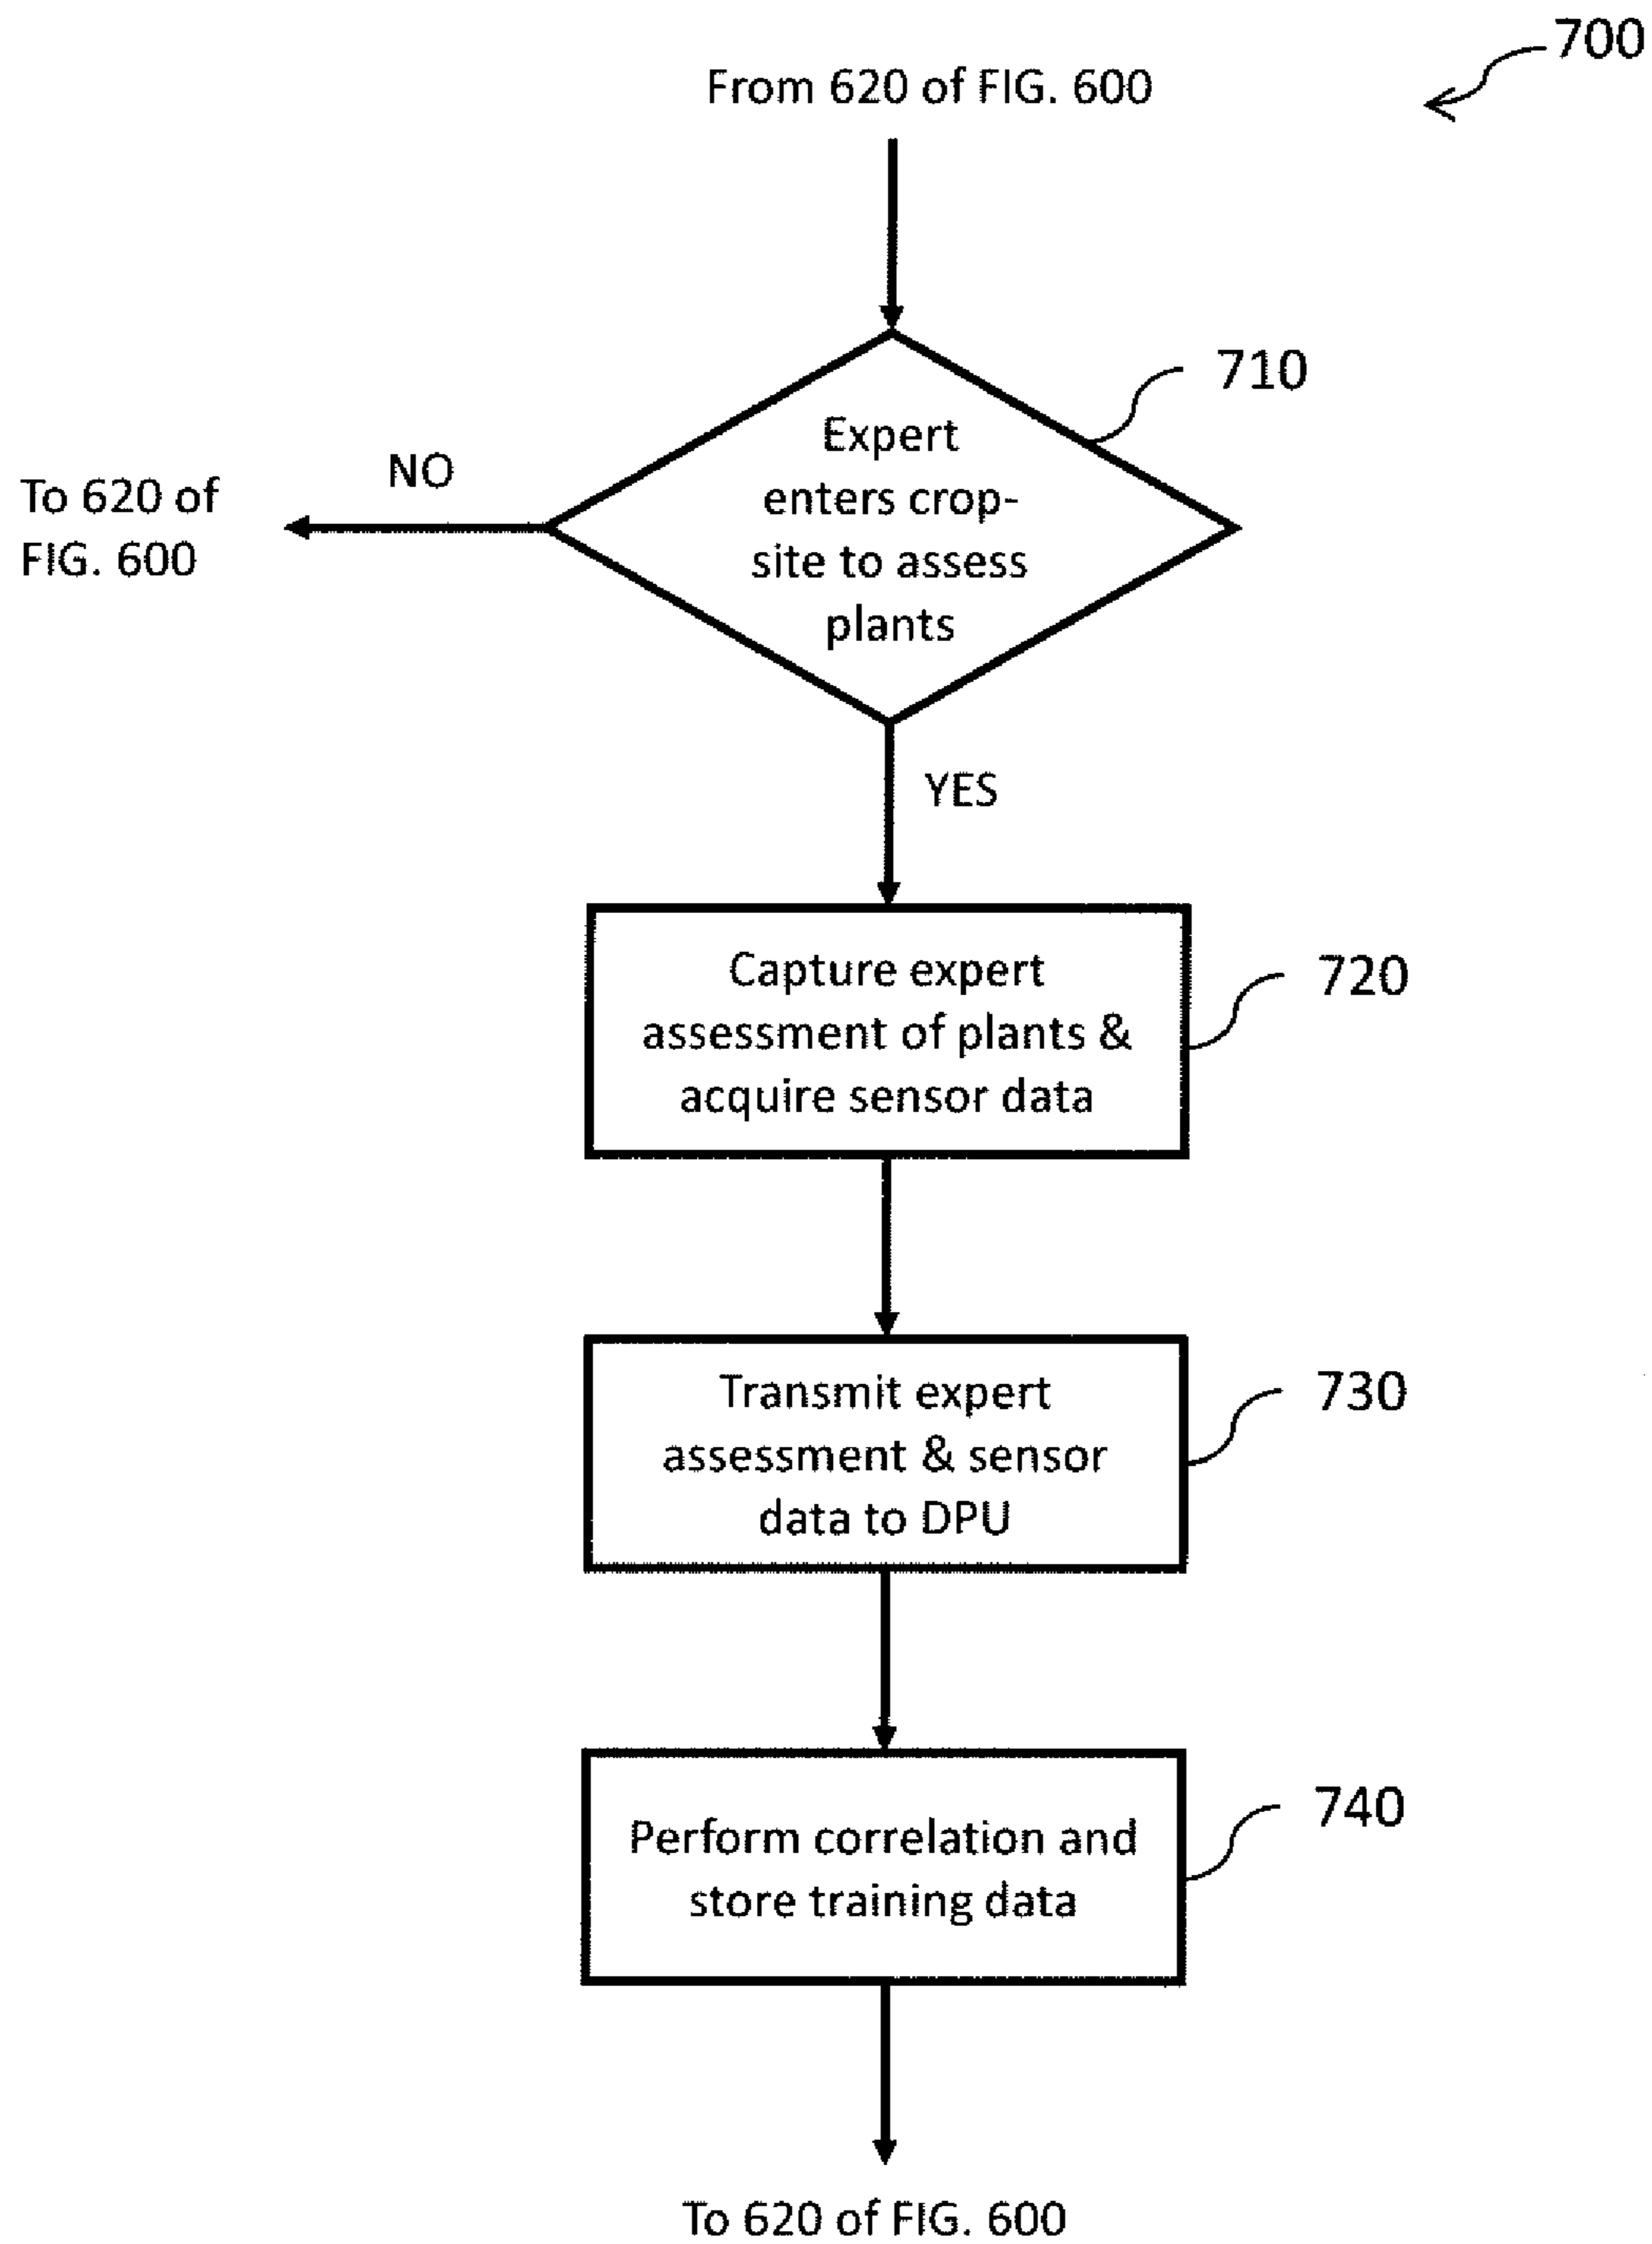 700
From 620 of FIG. 600
710
Expert
enters crop-
site to assess
plants
NO
To 620 of
FIG. 600
YES
720
Capture expert
assessment of plants &
acquire sensor data
730
Transmit expert
assessment & sensor
data to DPU
740
Perform correlation and
store training data
To 620 of FIG. 600